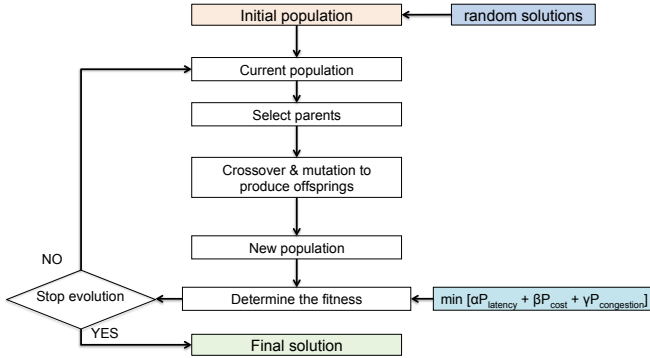 Initial population
random solutions
Current population
Select parents
Crossover & mutation to
produce offsprings
New population
NO
Stop evolution
Determine the fitness
min [αP_latency + βP_cost + γP_congestion]
YES
Final solution